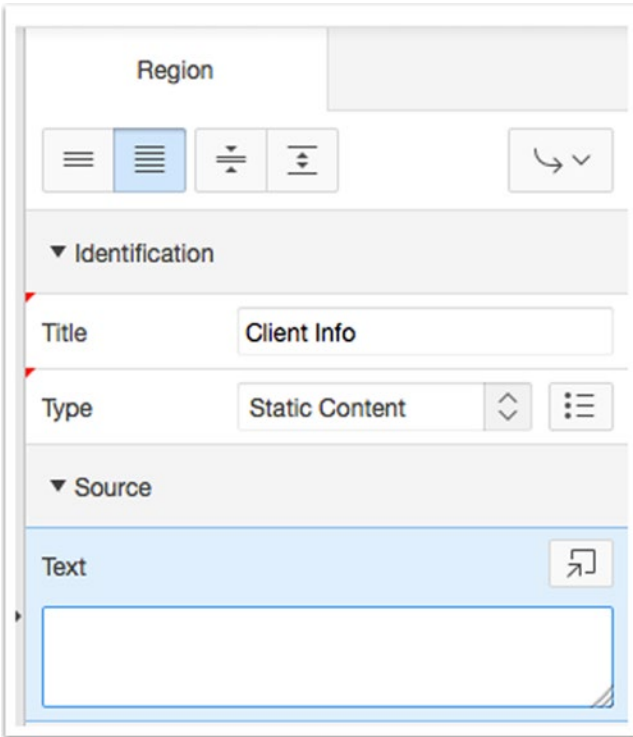 Region
Identification
Title Client Info
Type Static Content
Source
Text